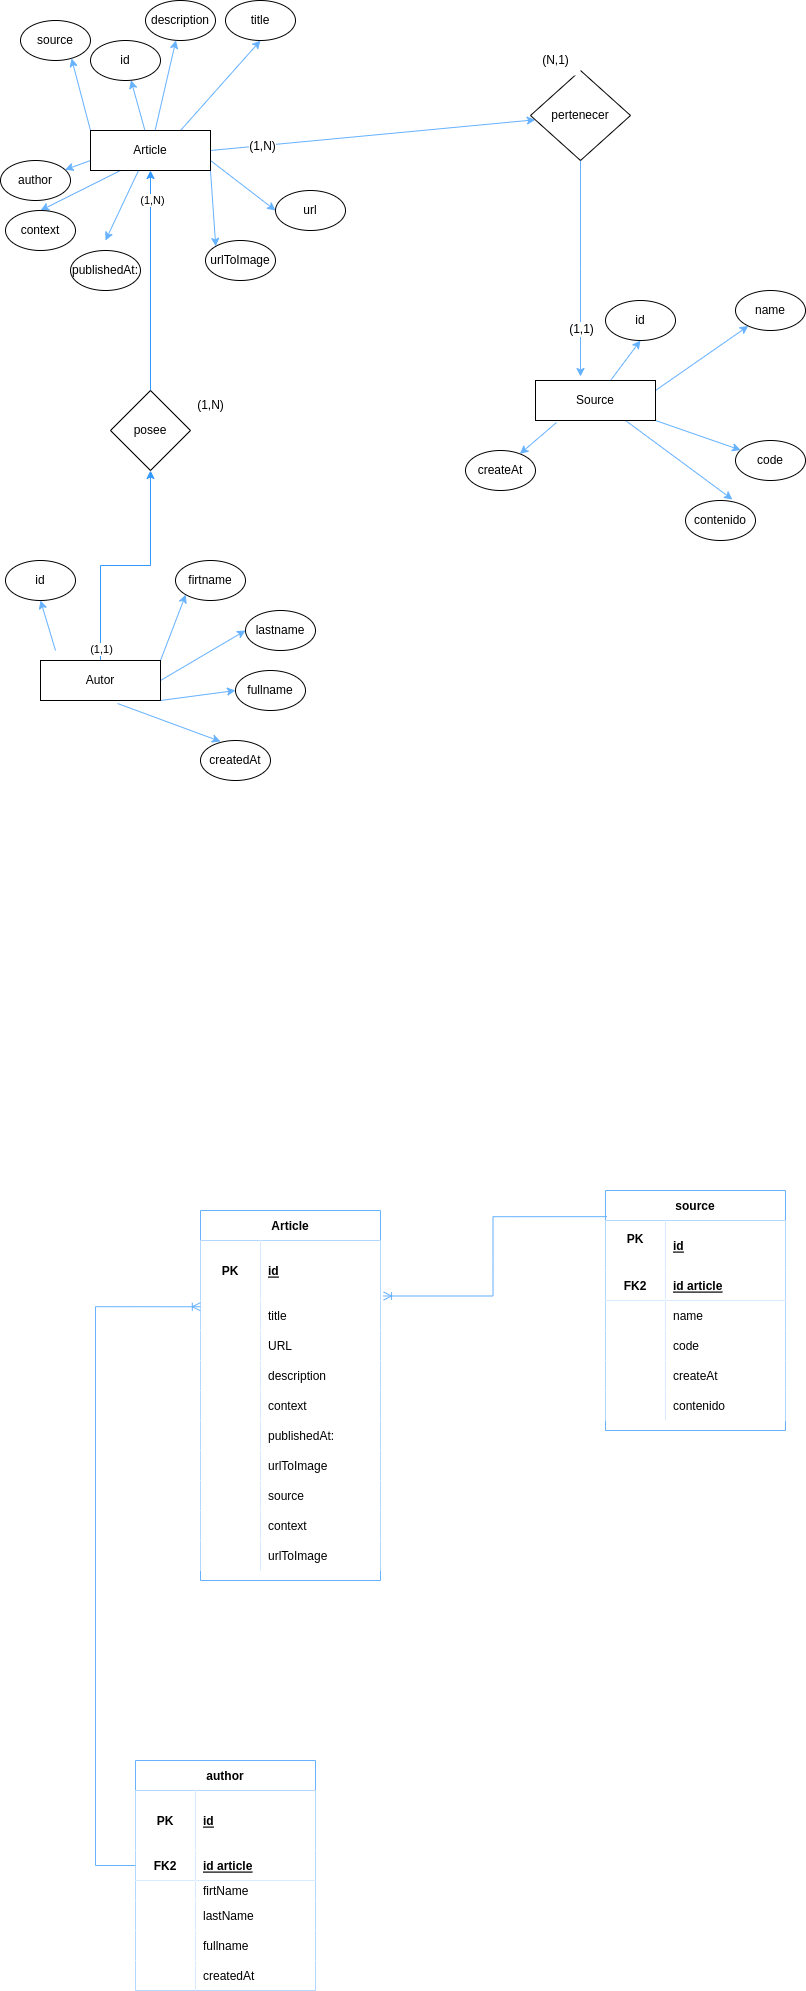 description
title
source
id
(N,1)
pertenecer
Article
(1,N)
author
(1,N)
url
context
urlToImage
publishedAt:
name
id
(1,1)
Source
(1,N)
posee
createAt
code
contenido
id
firtname
lastname
(1,1)
Autor
fullname
createdAt
source
PK
id
FK2
id article
name
code
createAt
contenido
Article
PK
id
title
URL
description
context
publishedAt:
urlToImage
source
context
urlToImage
author
PK
id
FK2
id article
firtName
lastName
fullname
createdAt